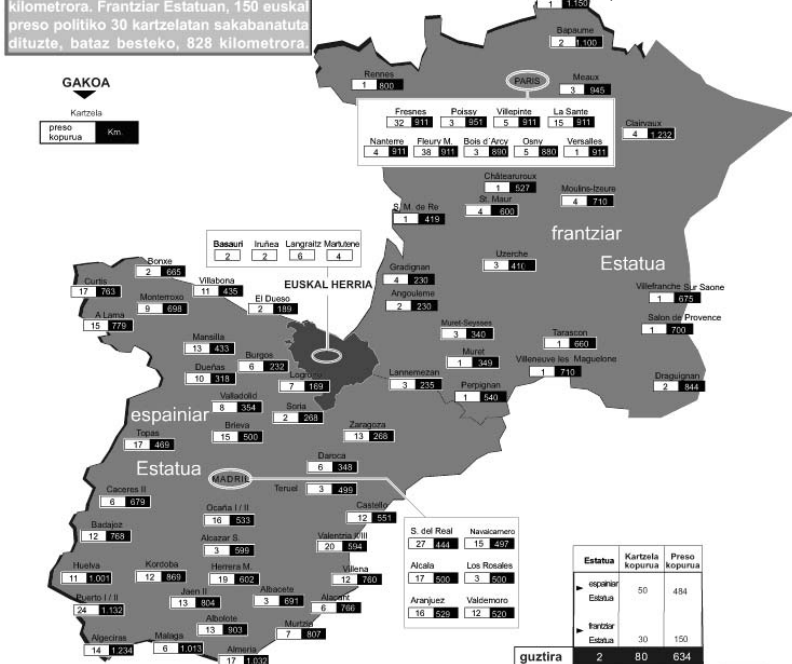 kilometrora. Frantziar Estatuan, 150 euskal
preso politiko 30 kartzelatan sakabanatuta
dituzte, bataz besteko, 828 kilometrora.
GAKOA
Kartzela
preso kopurua Km.
1 1.150
Bapaume
2 1.100
Rennes
1 800
PARIS
Meaux
3 945
Clairvaux
4 1.232
Fresnes Poissy Villepinte La Sante
32 911 3 951 5 911 15 911
Nanterre Fleury M. Bois d'Arcy Osny Versalles
4 911 38 911 3 890 5 880 1 911
Châtearuroux
1 527
St. Maur
4 600
Moulins-Izeure
4 710
S. M. de Re
1 419
frantziar
Estatua
Uzerche
3 410
Gradignan
4 230
Angouleme
2 230
Villefranche Sur Saone
1 675
Salon de Provence
1 700
Muret-Seysses
3 340
Muret
1 349
Tarascon
1 660
Villeneuve les Maguelone
1 710
Lannemezan
3 235
Perpignan
1 540
Draguignan
2 844
Basauri Iruñea Langraitz Martutene
2 2 6 4
EUSKAL HERRIA
Bonxe
2 665
Curtis
17 763
Villabona
11 435
Monterroxo
9 698
El Dueso
2 189
A Lama
15 779
Mansilla
13 433
Burgos
6 232
Dueñas
10 318
Logroño
7 169
Valladolid
8 354
Soria
2 268
espainiar
Estatua
Brieva
15 500
Zaragoza
13 268
Topas
17 469
Daroca
6 348
MADRIL
Teruel
3 499
Caceres II
6 679
Castello
12 551
Ocaña I / II
16 533
Badajoz
12 768
Alcazar S.
3 599
Valentzia I/II/III
20 594
Huelva
11 1.001
Kordoba
12 869
Herrera M.
19 602
Villena
12 760
Puerto I / II
24 1.132
Jaen II
13 804
Albacete
3 691
Alacant
6 766
Albolote
13 903
Murtzia
7 807
Algeciras
14 1.234
Malaga
6 1.013
Almeria
17 1.032
S. del Real Navalcarnero
27 444 15 497
Alcala Los Rosales
17 500 3 500
Aranjuez Valdemoro
16 529 12 520
Estatua Kartzela kopurua Preso kopurua
espainiar Estatua 50 484
frantziar Estatua 30 150
guztira 2 80 634